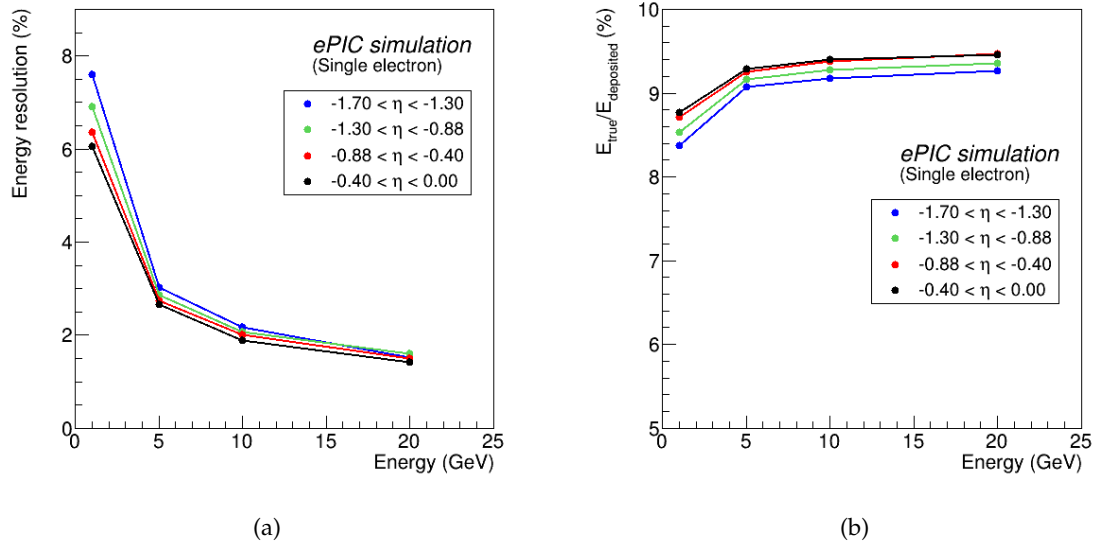 Energy resolution (%)
8
6
4
2
0
0 5 10 15 20 25
Energy (GeV)
ePIC simulation
(Single electron)
-1.70 < η < -1.30
-1.30 < η < -0.88
-0.88 < η < -0.40
-0.40 < η < 0.00
(a)
E_true/E_deposited (%)
10
9
8
7
6
5
0 5 10 15 20 25
Energy (GeV)
ePIC simulation
(Single electron)
-1.70 < η < -1.30
-1.30 < η < -0.88
-0.88 < η < -0.40
-0.40 < η < 0.00
(b)